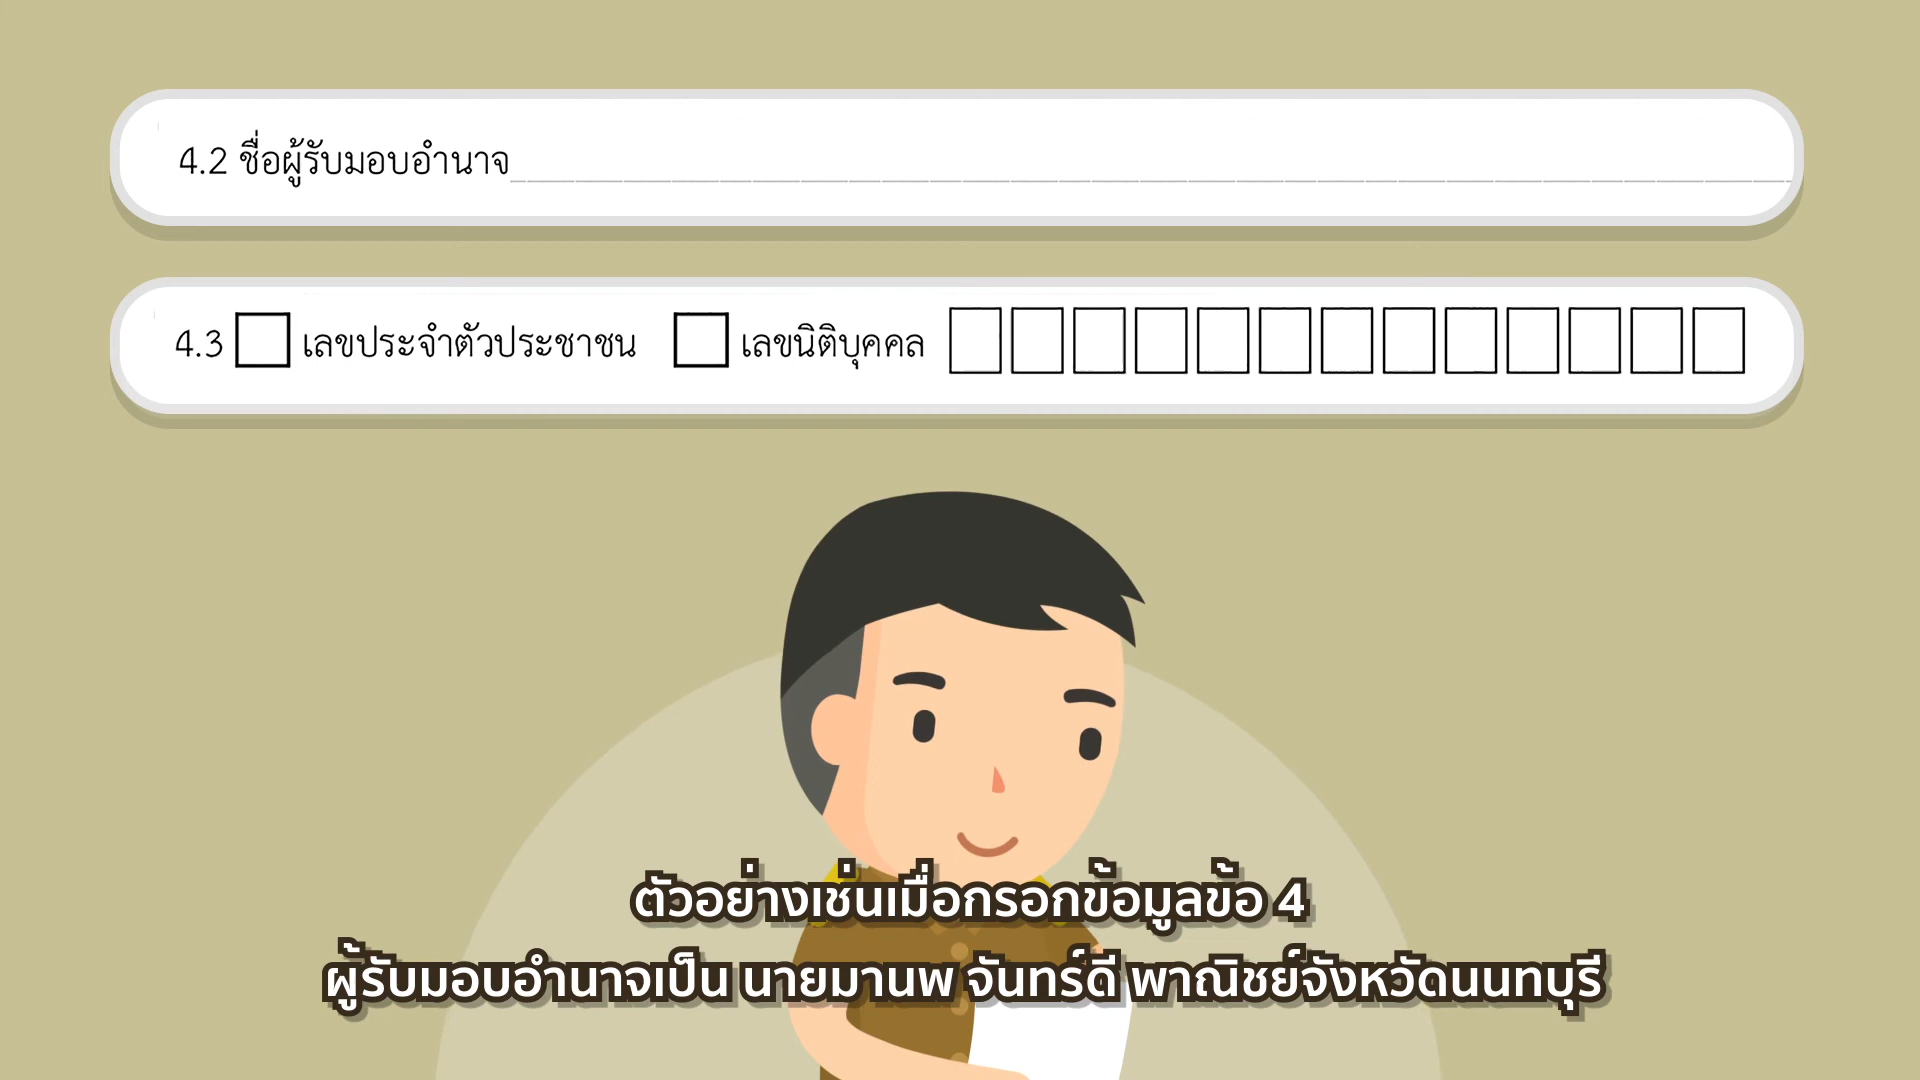 4.2 ชื่อผู้รับมอบอำนาจ
4.3 เลขประจำตัวประชาชน เลขนิติบุคคล
ตัวอย่างเช่นเมื่อกรอกข้อมูลข้อ 4
ผู้รับมอบอำนาจเป็น นายมานพ จันทร์ดี พาณิชย์จังหวัดนนทบุรี